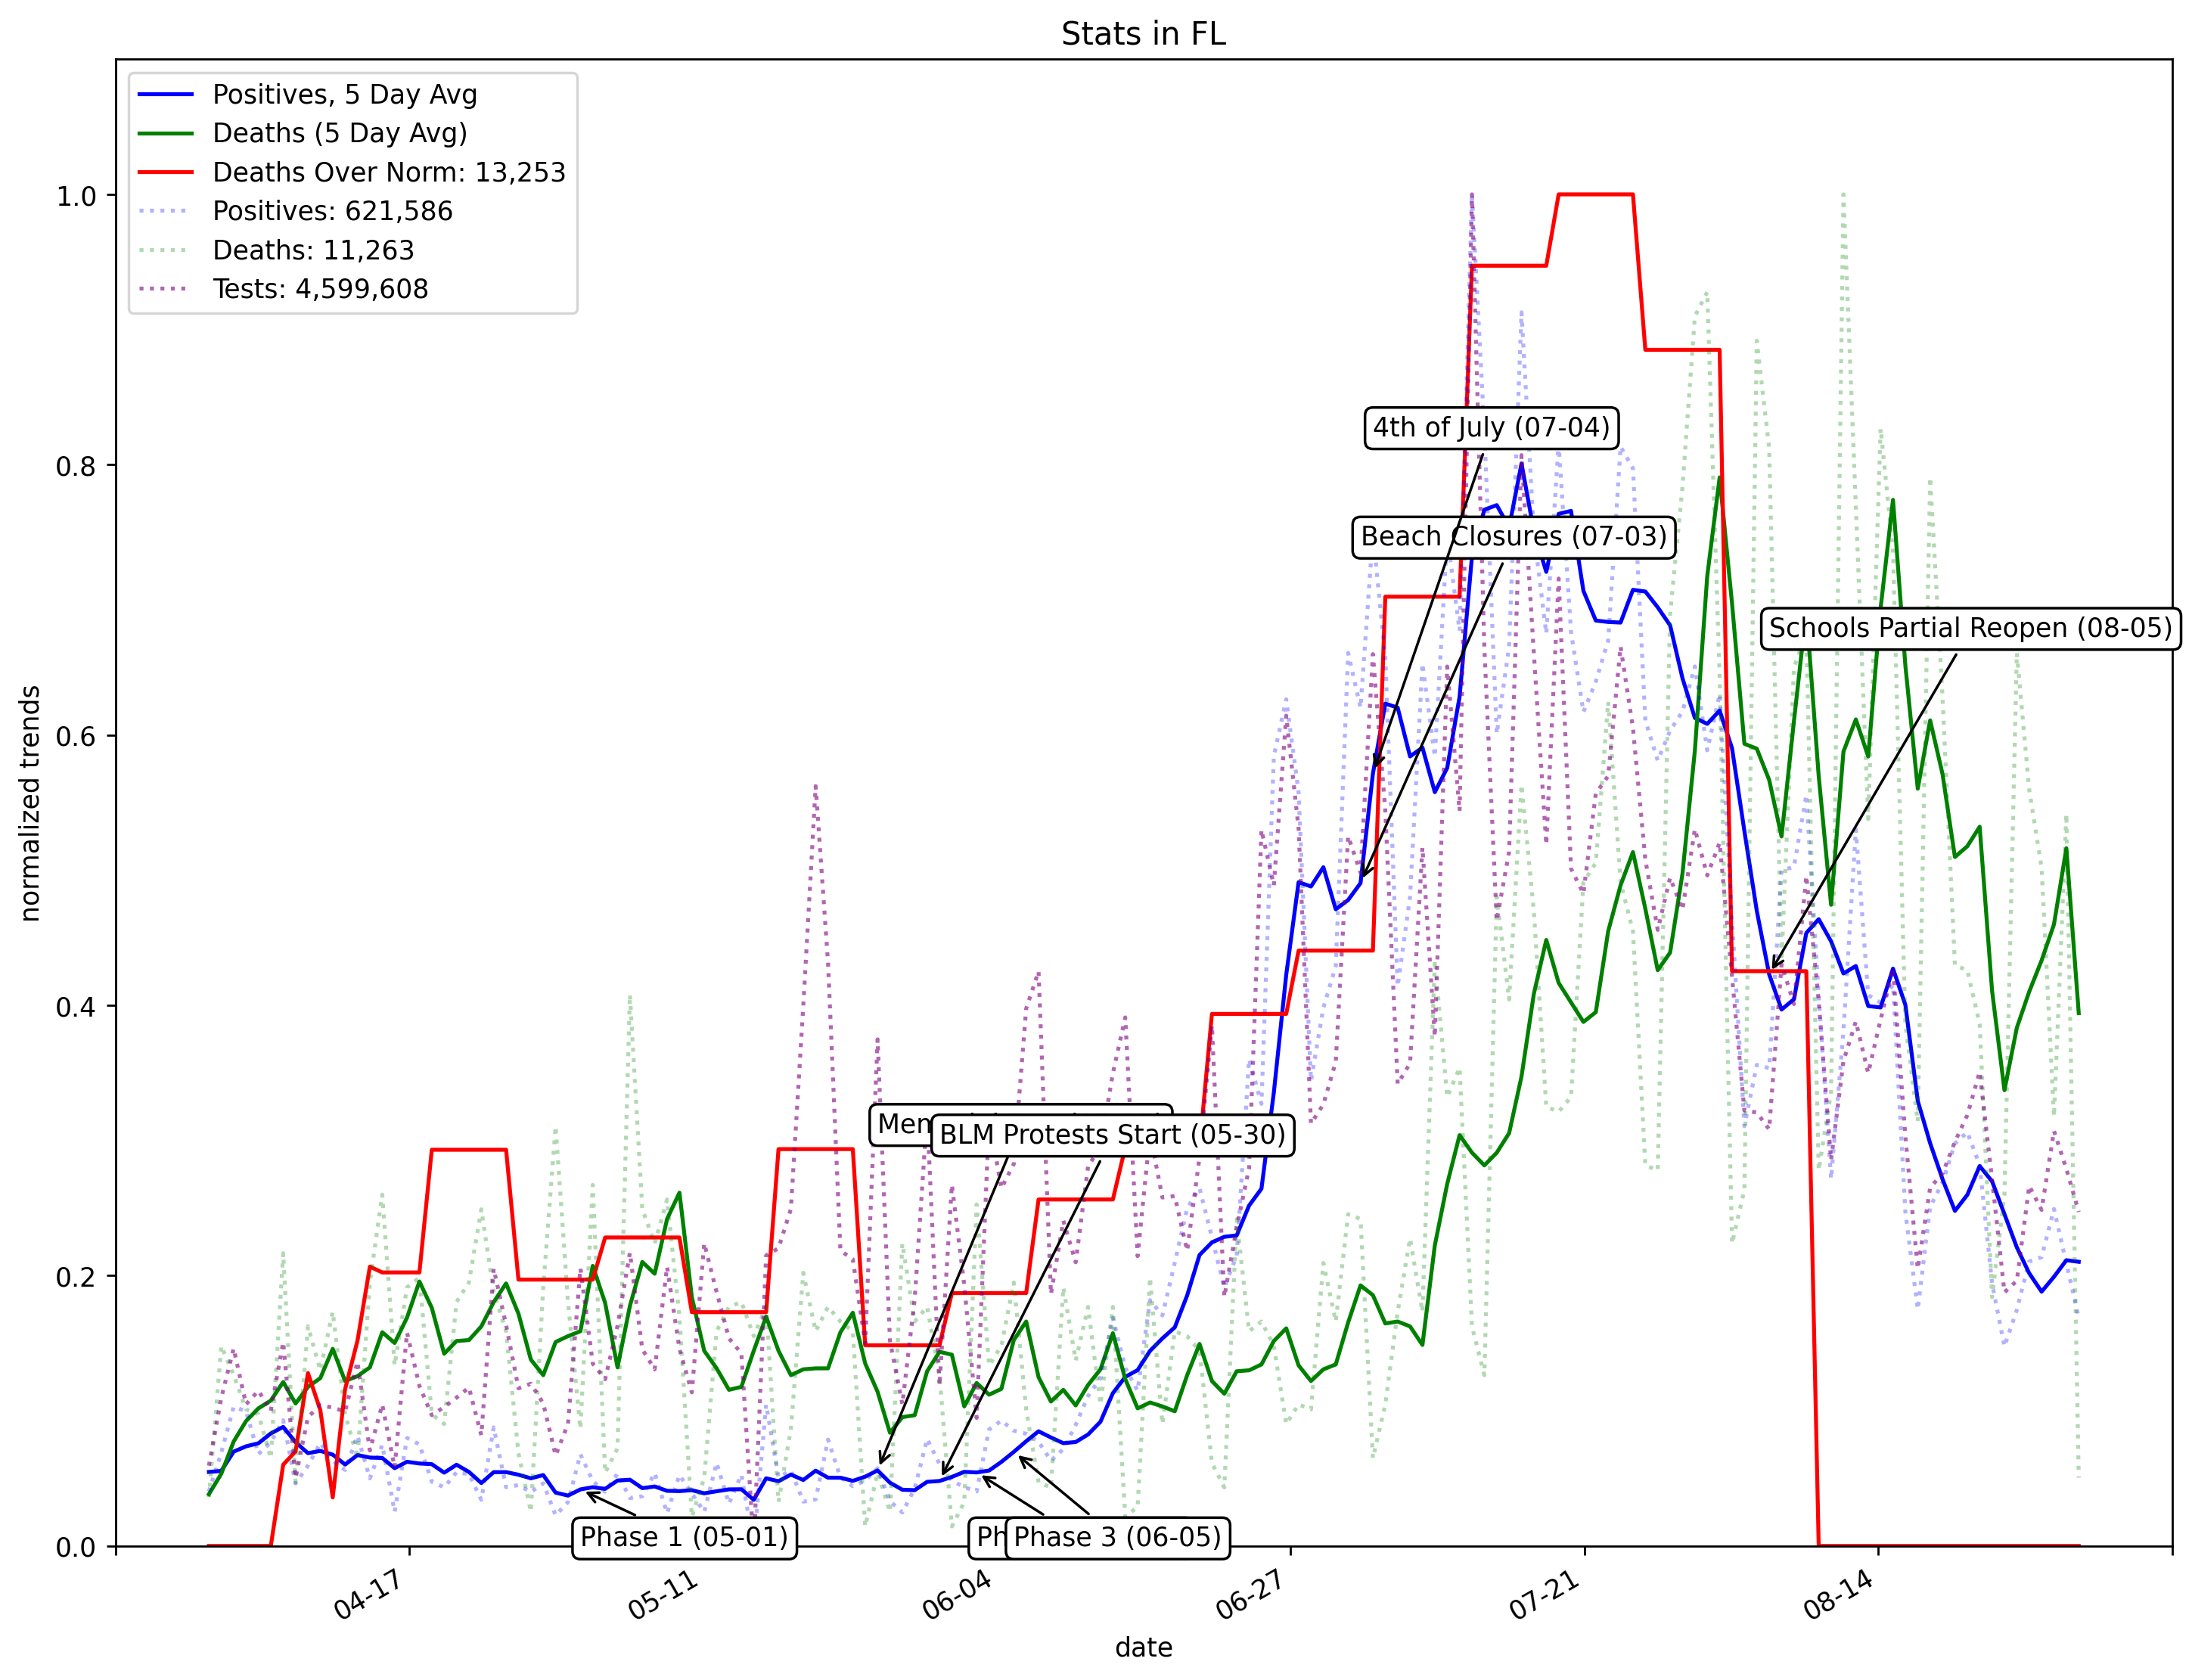 Stats in FL
Positives, 5 Day Avg
Deaths (5 Day Avg)
Deaths Over Norm: 13,253
Positives: 621,586
Deaths: 11,263
Tests: 4,599,608
1.0
0.8
0.6
0.4
0.2
0.0
normalized trends
4th of July (07-04)
Beach Closures (07-03)
Schools Partial Reopen (08-05)
BLM Protests Start (05-30)
Phase 1 (05-01)
Phase 3 (06-05)
04-17
05-11
06-04
06-27
07-21
08-14
date